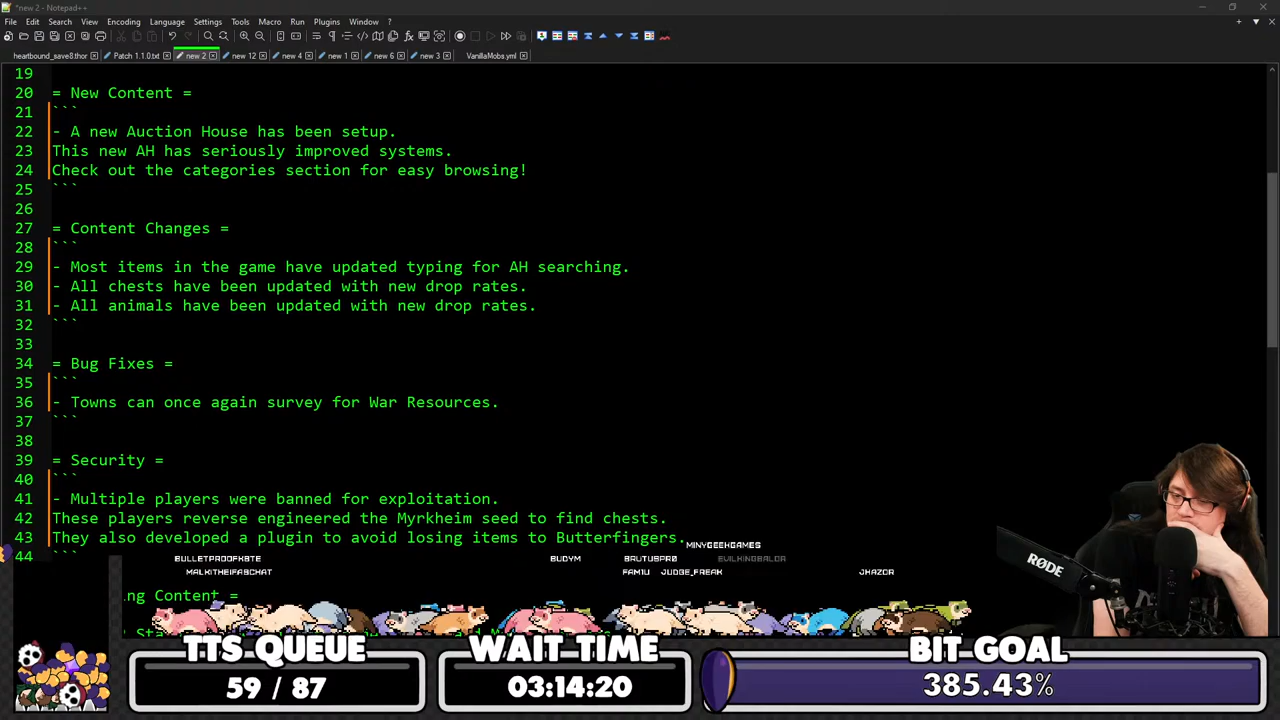 *new 2 - Notepad++
File Edit Search View Encoding Language Settings Tools Macro Run Plugins Window ?
heartbound_save8.thor Patch 1.1.0.txt new 2 new 12 new 4 new 1 new 6 new 3 VanillaMobs.yml
19
20 = New Content =
21 ```
22 - A new Auction House has been setup.
23 This new AH has seriously improved systems.
24 Check out the categories section for easy browsing!
25 ```
26
27 = Content Changes =
28 ```
29 - Most items in the game have updated typing for AH searching.
30 - All chests have been updated with new drop rates.
31 - All animals have been updated with new drop rates.
32 ```
33
34 = Bug Fixes =
35 ```
36 - Towns can once again survey for War Resources.
37 ```
38
39 = Security =
40 ```
41 - Multiple players were banned for exploitation.
42 These players reverse engineered the Myrkheim seed to find chests.
43 They also developed a plugin to avoid losing items to Butterfingers.
44 ```
MINYGEEKGAMES
BULLETPROOFK8TE BUDYM BRUTUSPR0 EVILKINGBALOR
MALKITHEIFABCHAT FAM1U JUDGE_FREAK JHAZOR
ng Content =
TTS QUEUE
59 / 87
WAIT TIME
03:14:20
BIT GOAL
385.43%
RØDE